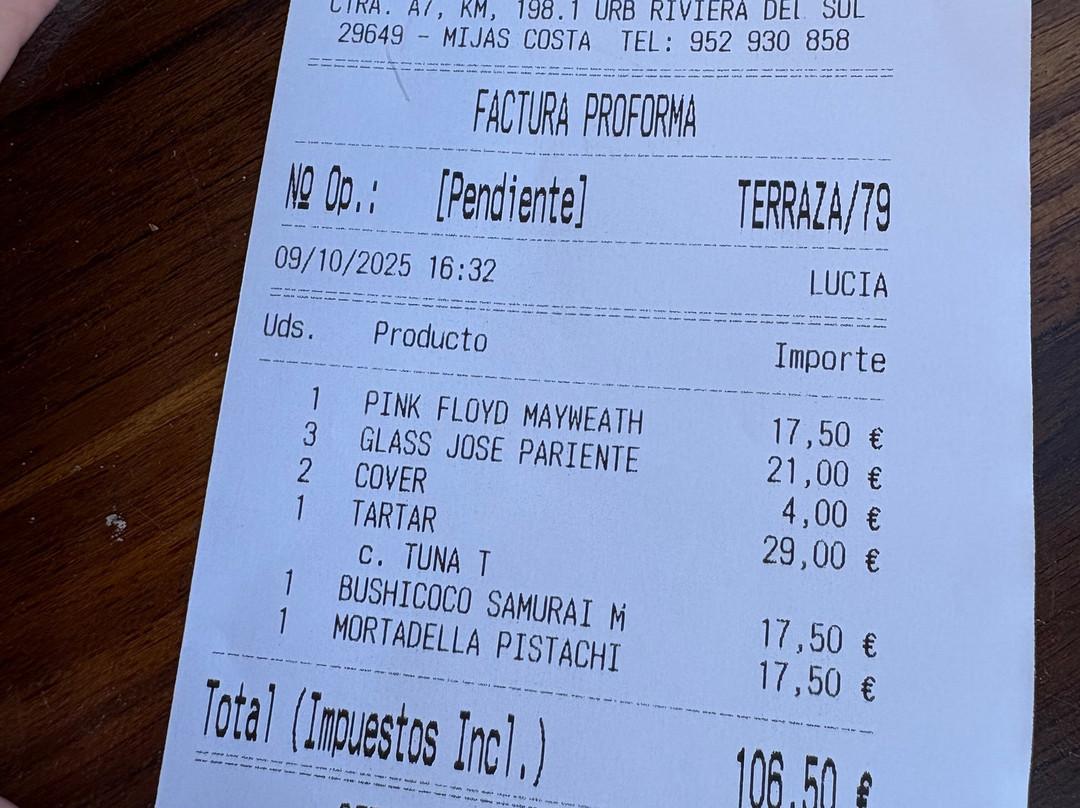 CTRA. A7, KM, 198.1 URB RIVIERA DEL SOL
29649 - MIJAS COSTA TEL: 952 930 858
FACTURA PROFORMA
Nº Op.: [Pendiente] TERRAZA/79
09/10/2025 16:32 LUCIA
Uds. Producto Importe
1 PINK FLOYD MAYWEATH 17,50 €
3 GLASS JOSE PARIENTE 21,00 €
2 COVER 4,00 €
1 TARTAR 29,00 €
c. TUNA T
1 BUSHICOCO SAMURAI M 17,50 €
1 MORTADELLA PISTACHI 17,50 €
Total (Impuestos Incl.) 106,50 €